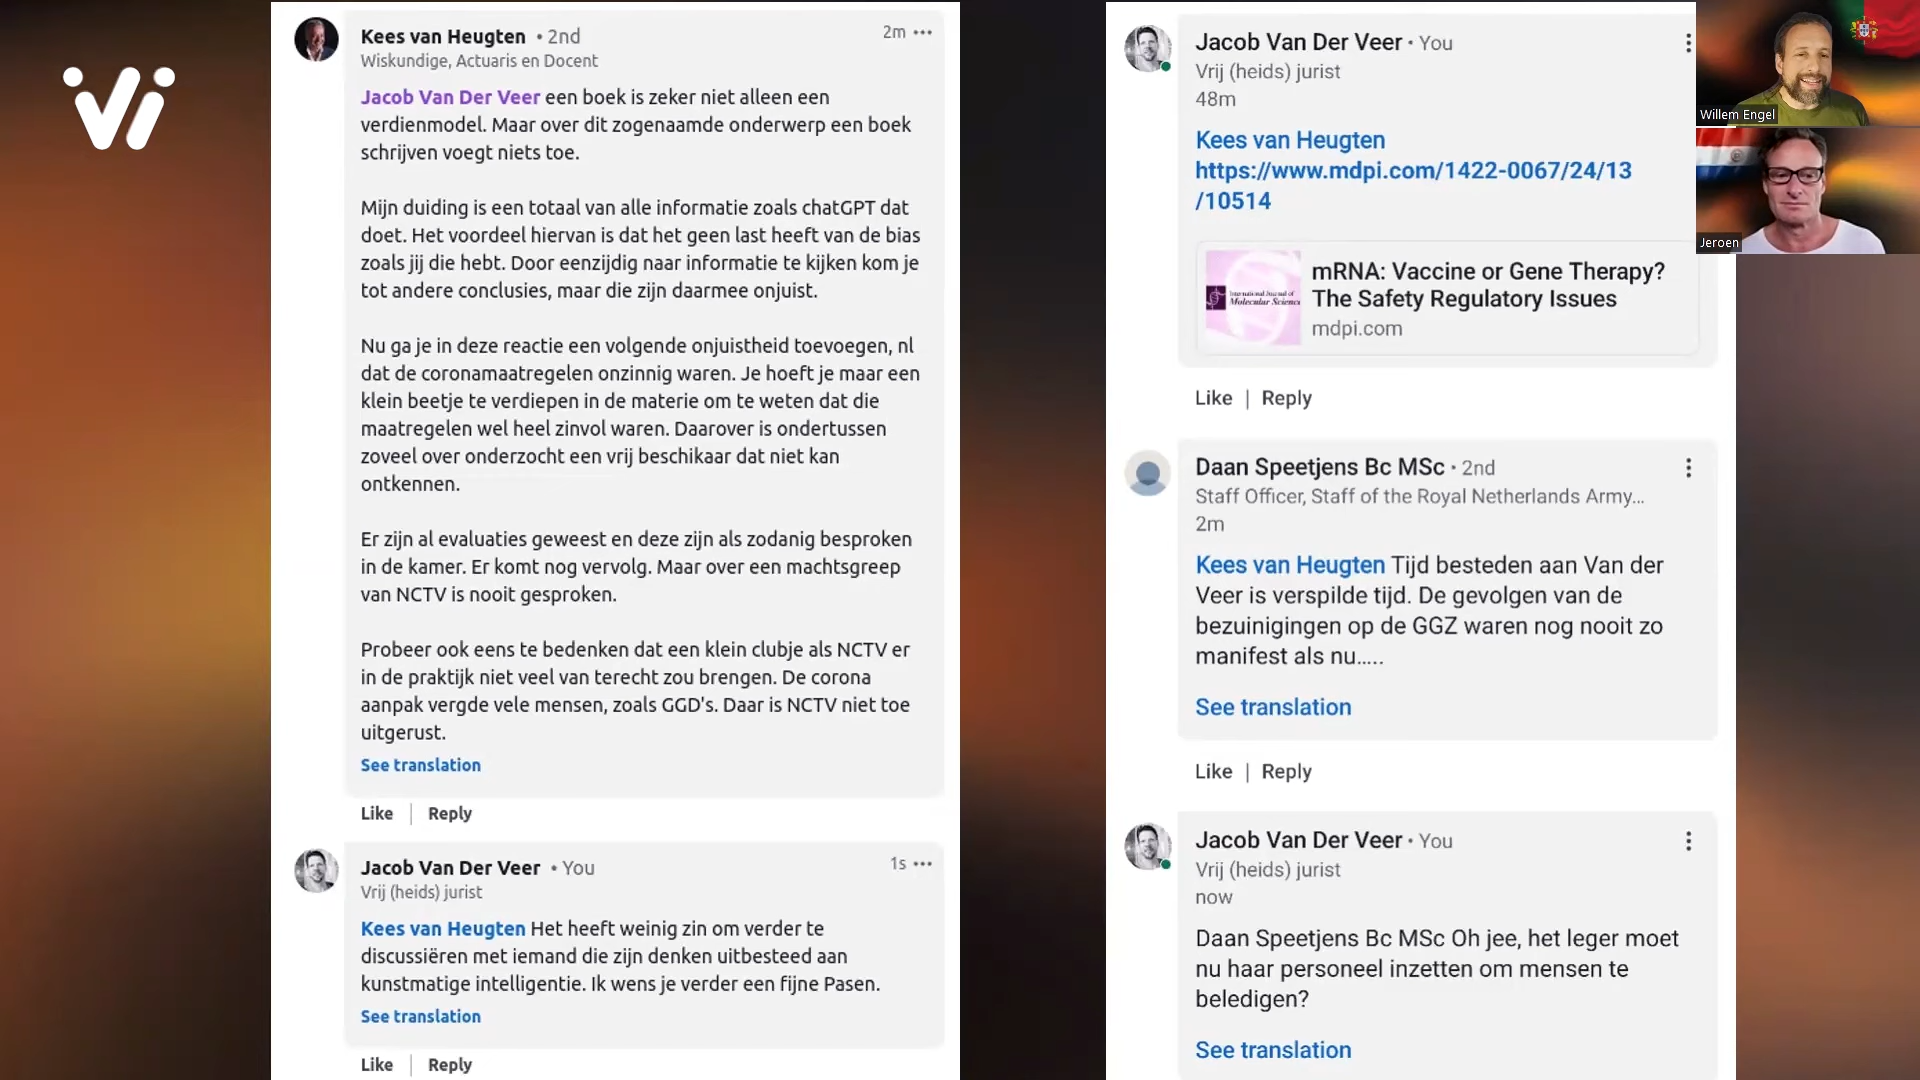 Kees van Heugten • 2nd
2m
Wiskundige, Actuaris en Docent
Jacob Van Der Veer een boek is zeker niet alleen een
verdienmodel. Maar over dit zogenaamde onderwerp een boek
schrijven voegt niets toe.
Mijn duiding is een totaal van alle informatie zoals chatGPT dat
doet. Het voordeel hiervan is dat het geen last heeft van de bias
zoals jij die hebt. Door eenzijdig naar informatie te kijken kom je
tot andere conclusies, maar die zijn daarmee onjuist.
Nu ga je in deze reactie een volgende onjuistheid toevoegen, nl
dat de coronamaatregelen onzinnig waren. Je hoeft je maar een
klein beetje te verdiepen in de materie om te weten dat die
maatregelen wel heel zinvol waren. Daarover is ondertussen
zoveel over onderzocht een vrij beschikaar dat niet kan
ontkennen.
Er zijn al evaluaties geweest en deze zijn als zodanig besproken
in de kamer. Er komt nog vervolg. Maar over een machtsgreep
van NCTV is nooit gesproken.
Probeer ook eens te bedenken dat een klein clubje als NCTV er
in de praktijk niet veel van terecht zou brengen. De corona
aanpak vergde vele mensen, zoals GGD's. Daar is NCTV niet toe
uitgerust.
See translation
Like | Reply
Jacob Van Der Veer • You
1s
Vrij (heids) jurist
Kees van Heugten Het heeft weinig zin om verder te
discussiëren met iemand die zijn denken uitbesteed aan
kunstmatige intelligentie. Ik wens je verder een fijne Pasen.
See translation
Like | Reply
Jacob Van Der Veer • You
Vrij (heids) jurist
48m
Kees van Heugten
https://www.mdpi.com/1422-0067/24/13
/10514
International Journal of
Molecular Sciences
mRNA: Vaccine or Gene Therapy?
The Safety Regulatory Issues
mdpi.com
Like | Reply
Daan Speetjens Bc MSc • 2nd
Staff Officer, Staff of the Royal Netherlands Army...
2m
Kees van Heugten Tijd besteden aan Van der
Veer is verspilde tijd. De gevolgen van de
bezuinigingen op de GGZ waren nog nooit zo
manifest als nu.....
See translation
Like | Reply
Jacob Van Der Veer • You
Vrij (heids) jurist
now
Daan Speetjens Bc MSc Oh jee, het leger moet
nu haar personeel inzetten om mensen te
beledigen?
See translation
Willem Engel
Jeroen